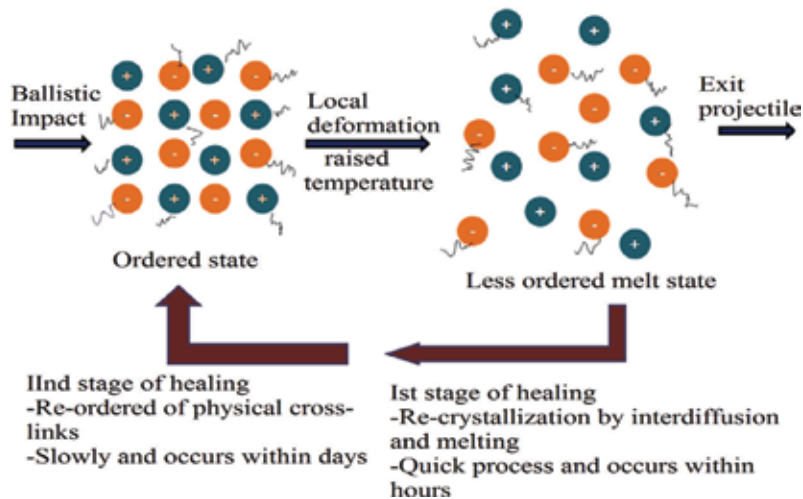 Ballistic
Impact
Local
deformation
raised
temperature
Exit
projectile
Ordered state
Less ordered melt state
IInd stage of healing
-Re-ordered of physical cross-
links
-Slowly and occurs within days
Ist stage of healing
-Re-crystallization by interdiffusion
and melting
-Quick process and occurs within
hours